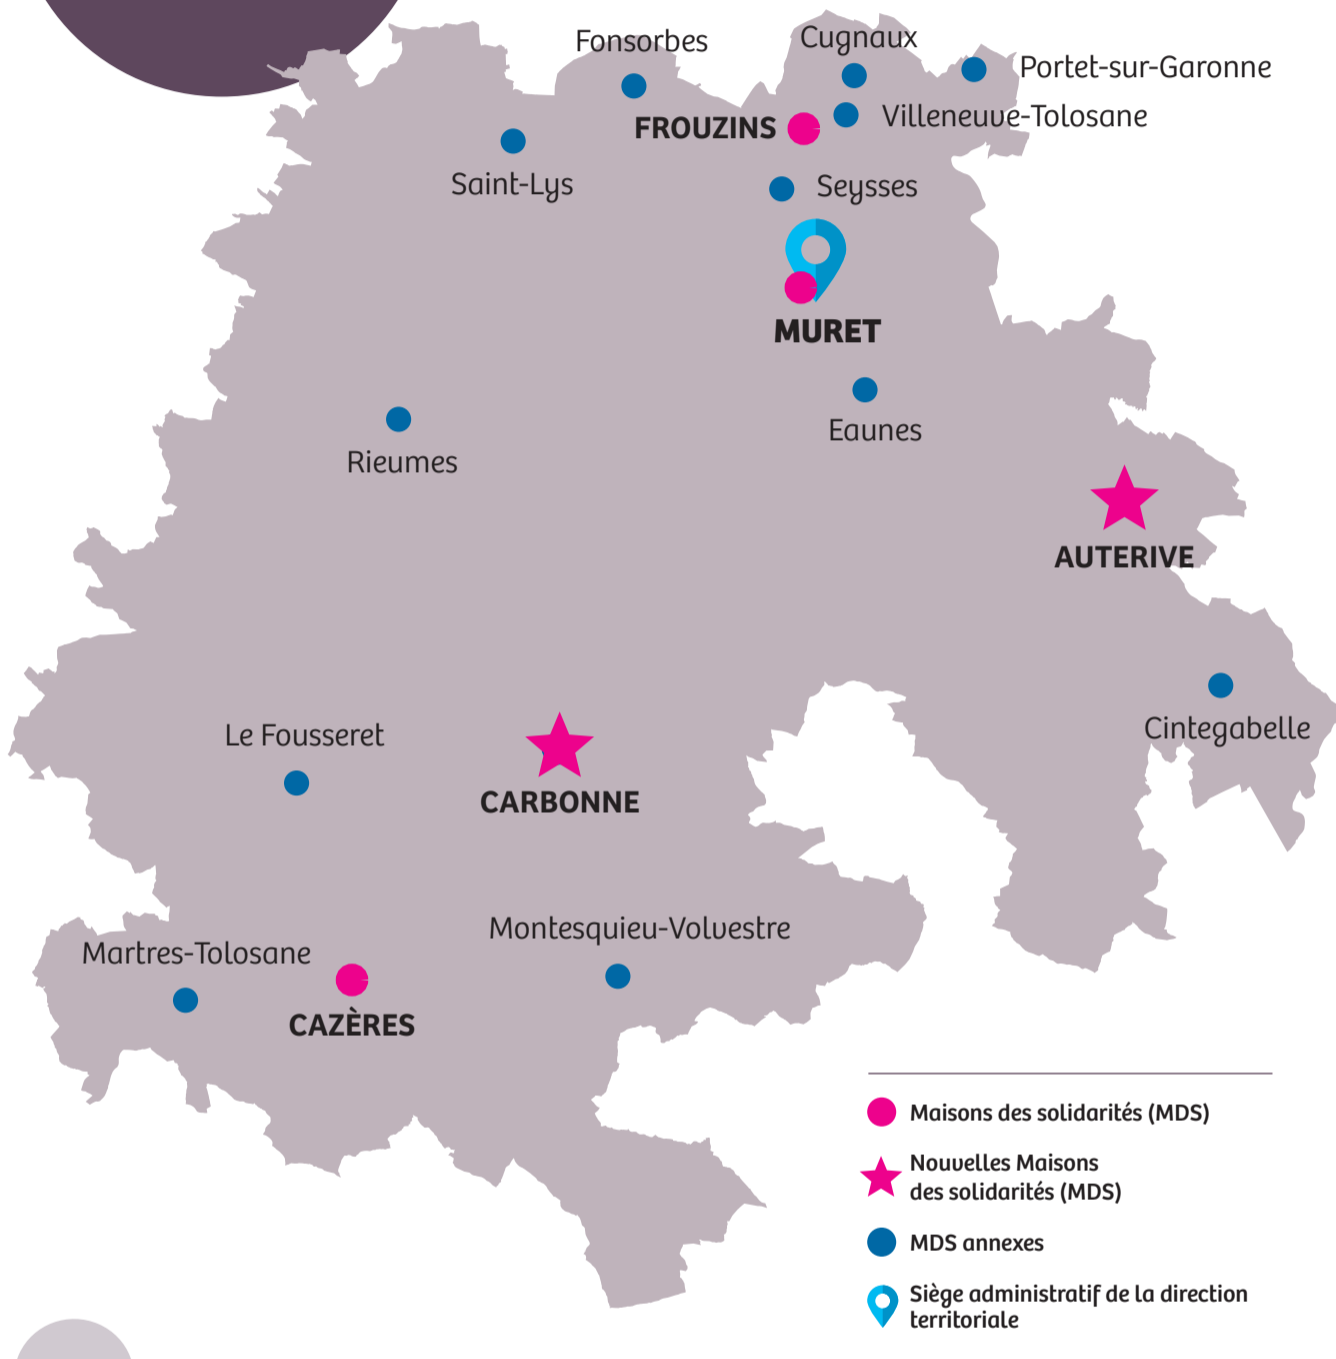 Fonsorbes
Cugnaux
Portet-sur-Garonne
Villeneuve-Tolosane
FROUZINS
Saint-Lys
Seysses
MURET
Eaunes
Rieumes
AUTERIVE
Cintegabelle
Le Fousseret
CARBONNE
Montesquieu-Volvestre
Martres-Tolosane
CAZÈRES
Maisons des solidarités (MDS)
Nouvelles Maisons
des solidarités (MDS)
MDS annexes
Siège administratif de la direction
territoriale